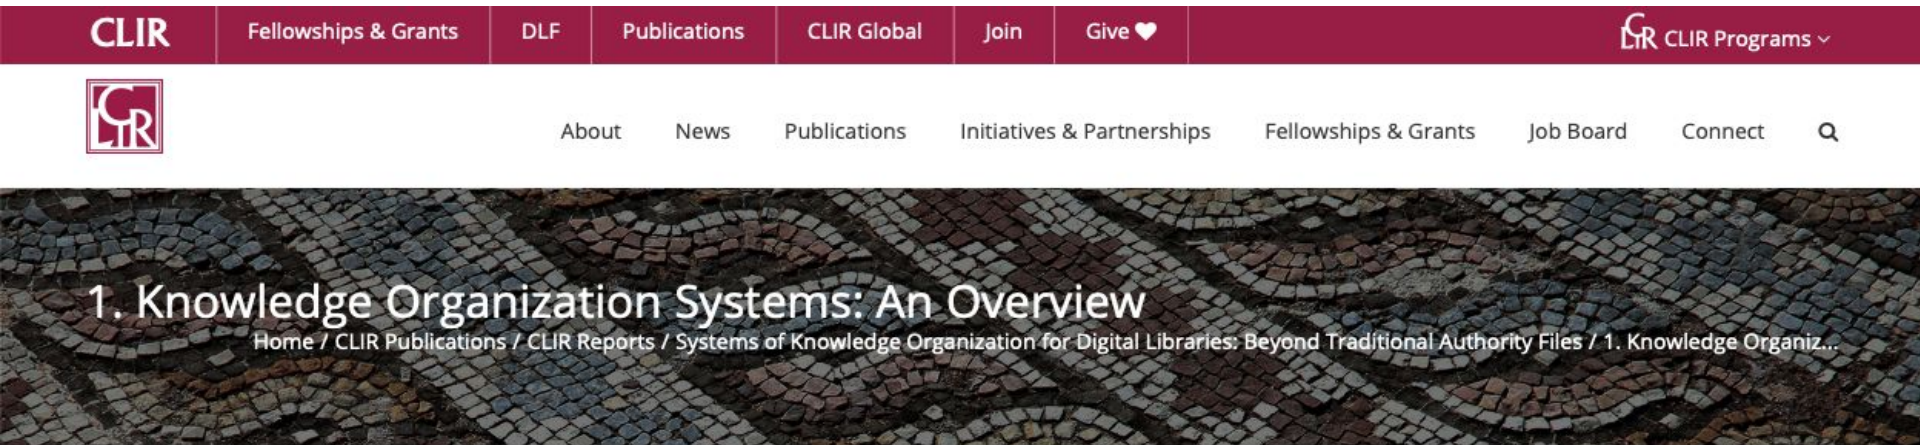 CLIR Fellowships & Grants DLF Publications CLIR Global Join Give CLIR CLIR Programs
CLIR
About News Publications Initiatives & Partnerships Fellowships & Grants Job Board Connect
1. Knowledge Organization Systems: An Overview
Home / CLIR Publications / CLIR Reports / Systems of Knowledge Organization for Digital Libraries: Beyond Traditional Authority Files / 1. Knowledge Organiz...